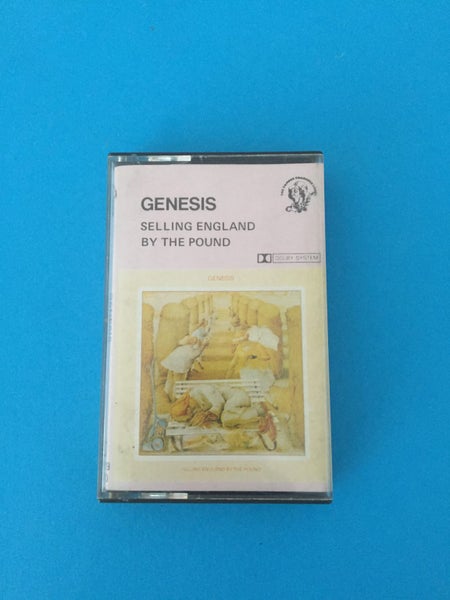 GENESIS
SELLING ENGLAND
BY THE POUND
DOLBY SYSTEM
GENESIS
SELLING ENGLAND BY THE POUND